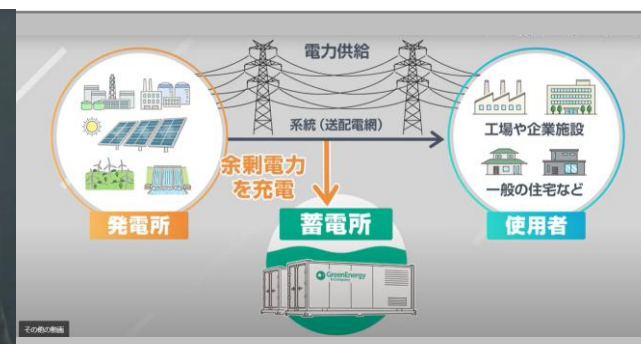 電力供給
系統（送配電網）
余剰電力
を充電
発電所
蓄電所
GreenEnergy
工場や企業施設
一般の住宅など
使用者
その他の動画